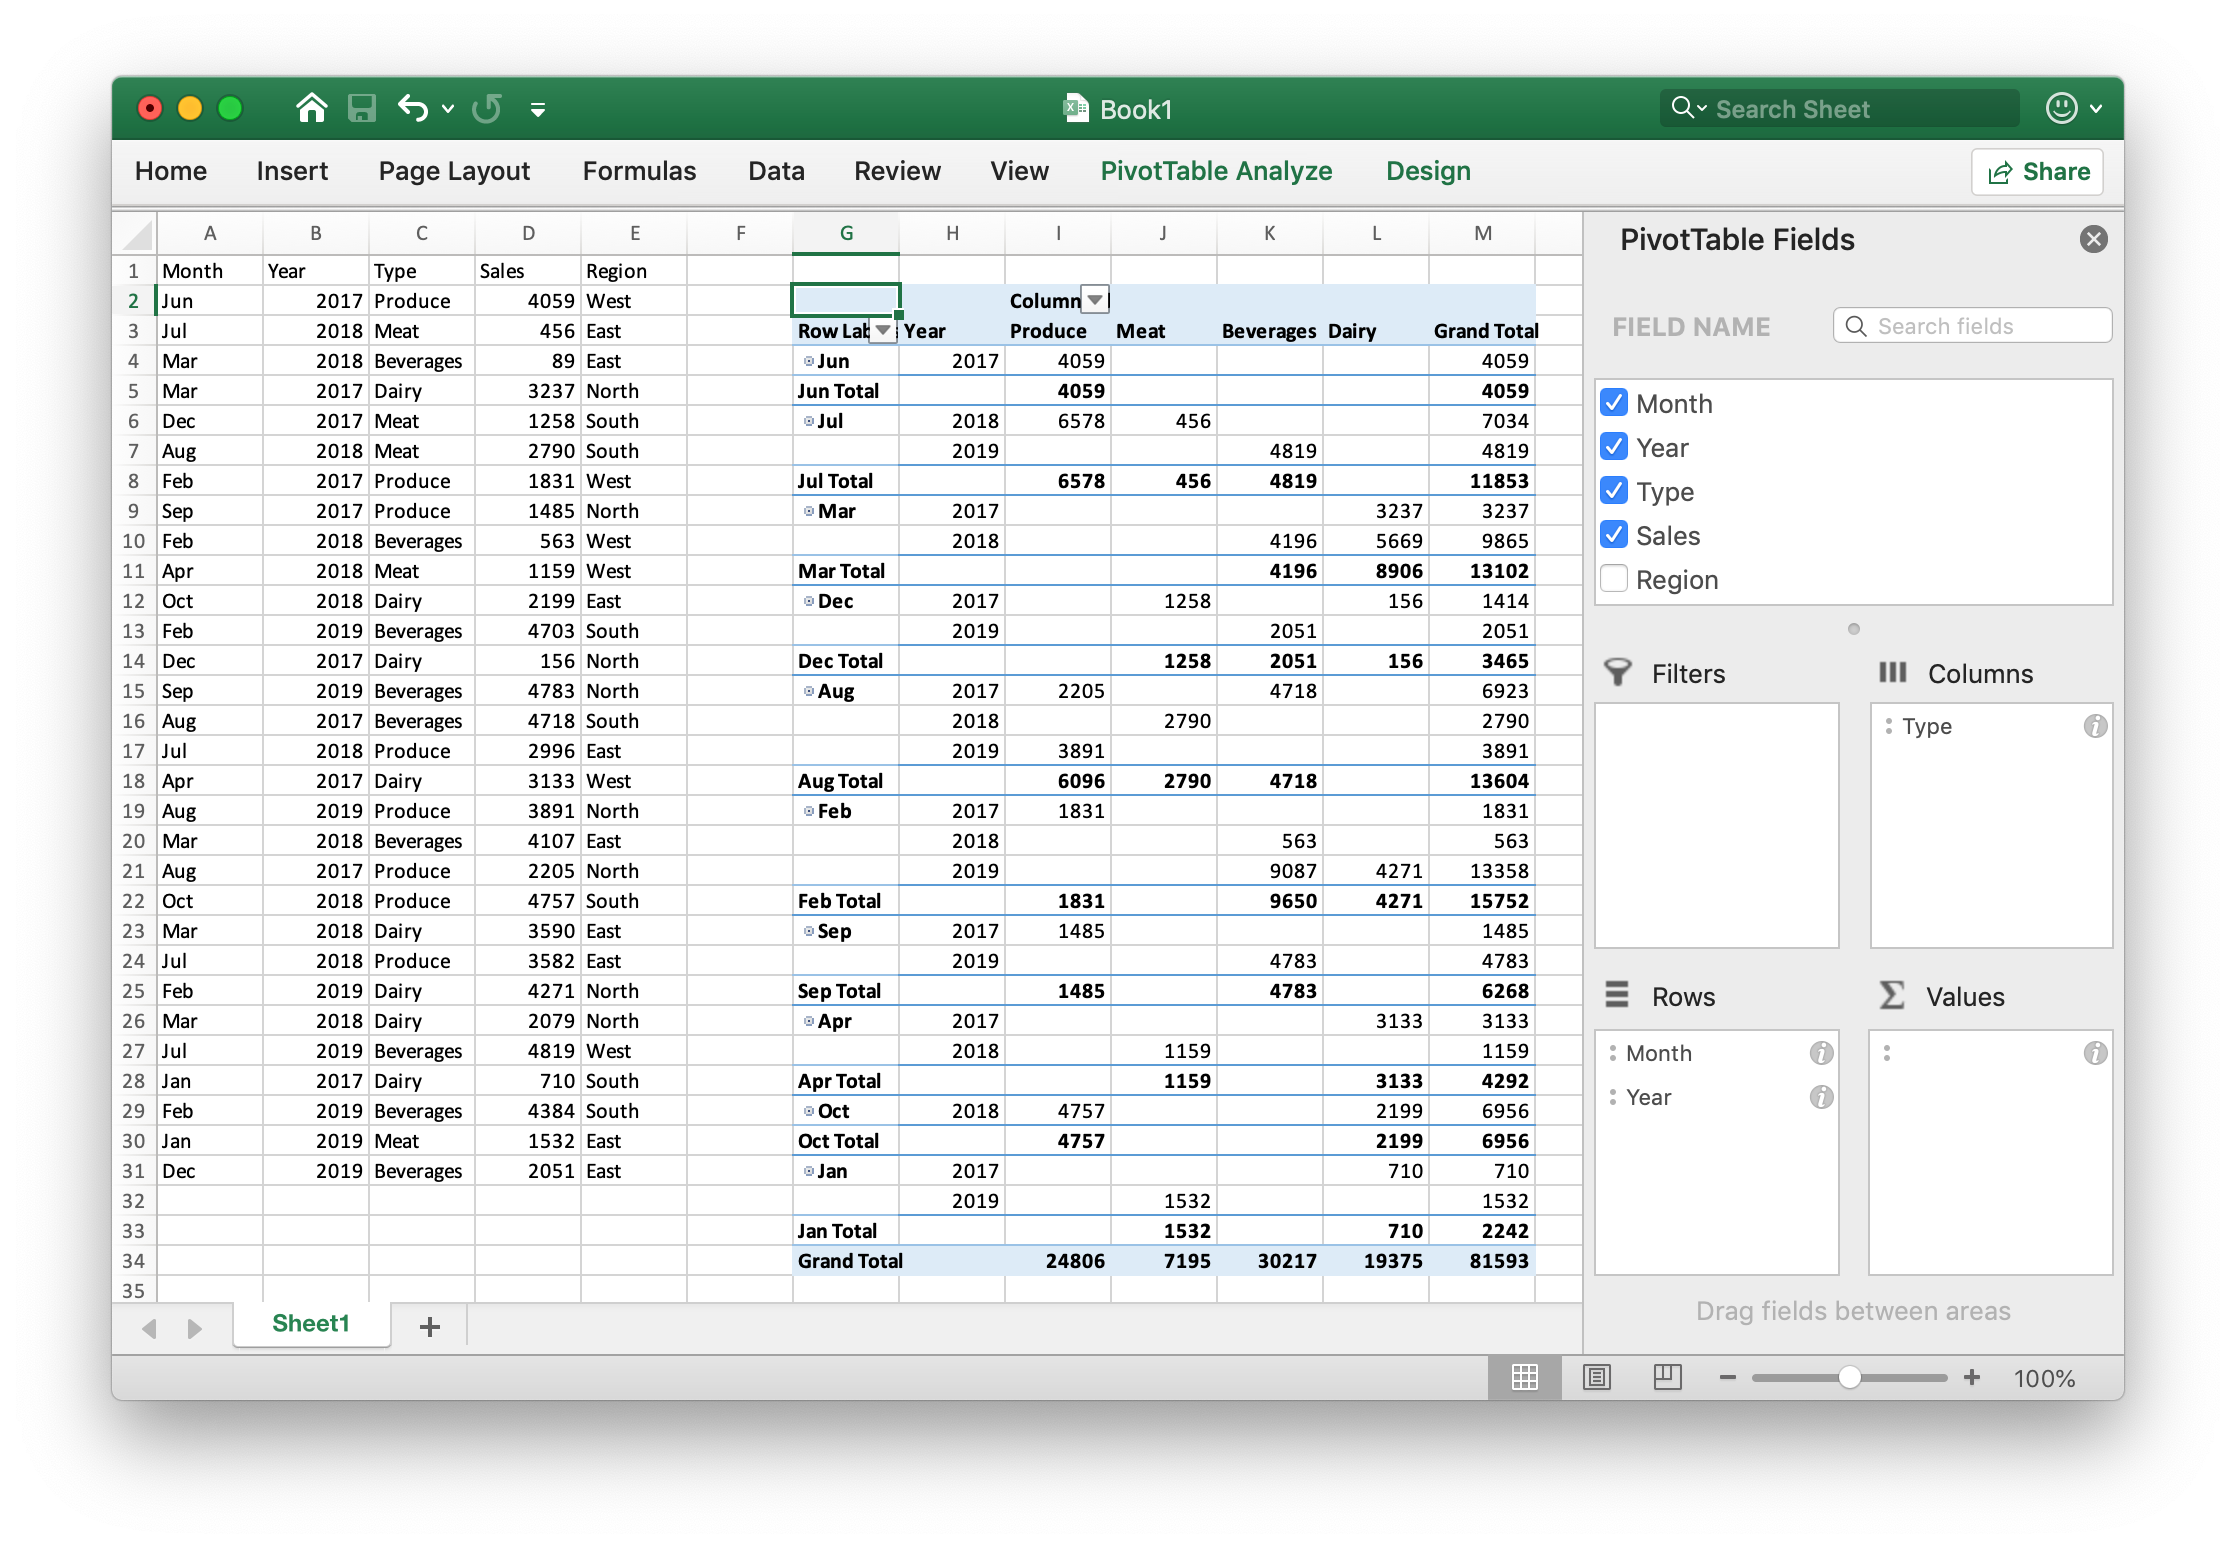 Book1
Search Sheet
Home Insert Page Layout Formulas Data Review View PivotTable Analyze Design Share
A B C D E F G H I J K L M
1 Month Year Type Sales Region
2 Jun 2017 Produce 4059 West Column
3 Jul 2018 Meat 456 East Row Lab Year Produce Meat Beverages Dairy Grand Total
4 Mar 2018 Beverages 89 East Jun 2017 4059 4059
5 Mar 2017 Dairy 3237 North Jun Total 4059 4059
6 Dec 2017 Meat 1258 South Jul 2018 6578 456 7034
7 Aug 2018 Meat 2790 South 2019 4819 4819
8 Feb 2017 Produce 1831 West Jul Total 6578 456 4819 11853
9 Sep 2017 Produce 1485 North Mar 2017 3237 3237
10 Feb 2018 Beverages 563 West 2018 4196 5669 9865
11 Apr 2018 Meat 1159 West Mar Total 4196 8906 13102
12 Oct 2018 Dairy 2199 East Dec 2017 1258 156 1414
13 Feb 2019 Beverages 4703 South 2019 2051 2051
14 Dec 2017 Dairy 156 North Dec Total 1258 2051 156 3465
15 Sep 2019 Beverages 4783 North Aug 2017 2205 4718 6923
16 Aug 2017 Beverages 4718 South 2018 2790 2790
17 Jul 2018 Produce 2996 East 2019 3891 3891
18 Apr 2017 Dairy 3133 West Aug Total 6096 2790 4718 13604
19 Aug 2019 Produce 3891 North Feb 2017 1831 1831
20 Mar 2018 Beverages 4107 East 2018 563 563
21 Aug 2017 Produce 2205 North 2019 9087 4271 13358
22 Oct 2018 Produce 4757 South Feb Total 1831 9650 4271 15752
23 Mar 2018 Dairy 3590 East Sep 2017 1485 1485
24 Jul 2018 Produce 3582 East 2019 4783 4783
25 Feb 2019 Dairy 4271 North Sep Total 1485 4783 6268
26 Mar 2018 Dairy 2079 North Apr 2017 3133 3133
27 Jul 2019 Beverages 4819 West 2018 1159 1159
28 Jan 2017 Dairy 710 South Apr Total 1159 3133 4292
29 Feb 2019 Beverages 4384 South Oct 2018 4757 2199 6956
30 Jan 2019 Meat 1532 East Oct Total 4757 2199 6956
31 Dec 2019 Beverages 2051 East Jan 2017 710 710
32 2019 1532 1532
33 Jan Total 1532 710 2242
34 Grand Total 24806 7195 30217 19375 81593
35
PivotTable Fields
FIELD NAME Search fields
Month
Year
Type
Sales
Region
Filters Columns
Type
Rows Values
Month
Year
Drag fields between areas
Sheet1
100%